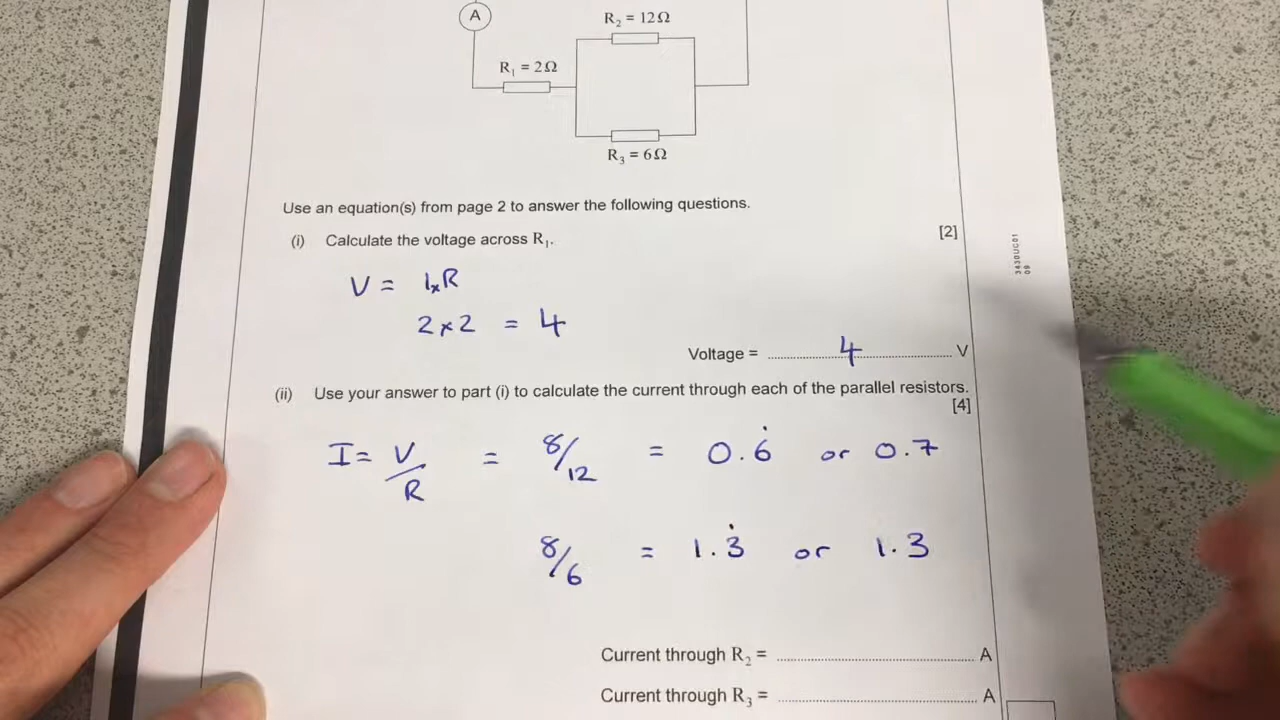 A
R₂ = 12Ω
R₁ = 2Ω
R₃ = 6Ω
Use an equation(s) from page 2 to answer the following questions.
(i) Calculate the voltage across R₁.
[2]
V = I×R
2×2 = 4
Voltage = 4 V
(ii) Use your answer to part (i) to calculate the current through each of the parallel resistors.
[4]
I = V/R = 8/12 = 0.6̇ or 0.7
8/6 = 1.3̇ or 1.3
Current through R₂ = ........................................ A
Current through R₃ = ........................................ A
3430UC01
09